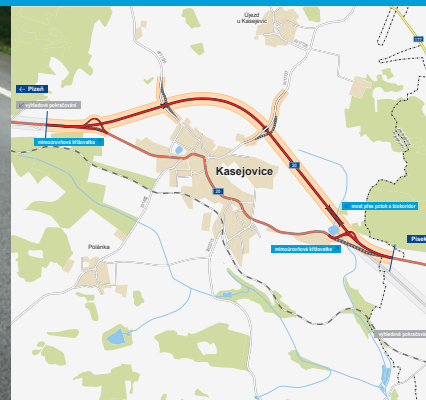 Újezd
u Kasejovic
← Plzeň
výhledové pokračování
mimoúrovňová křižovatka
Kasejovice
20
20
most přes potok a biokoridor
Písek
mimoúrovňová křižovatka
Polánka
výhledové pokračování